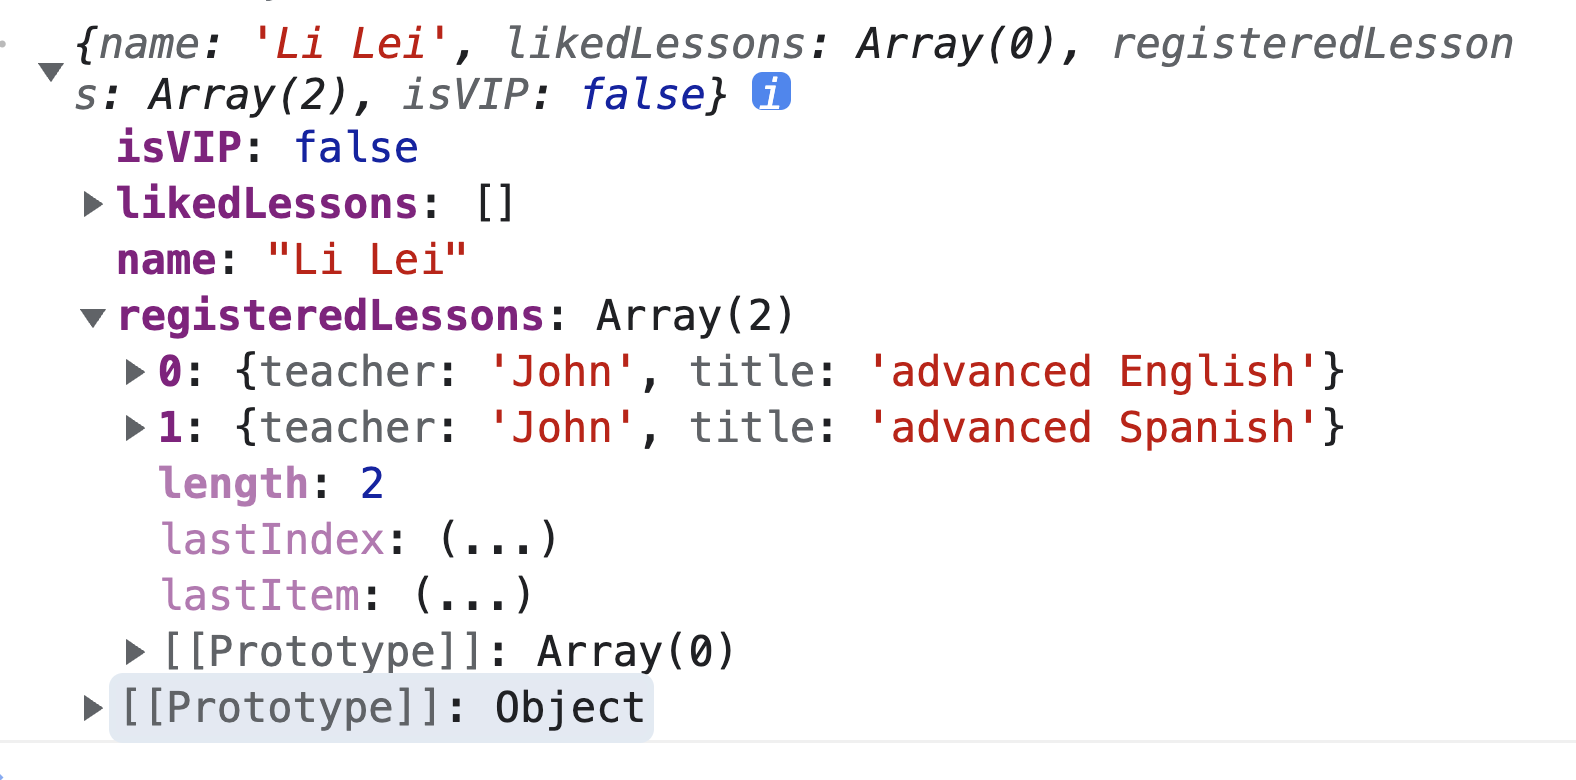 {name: 'Li Lei', likedLessons: Array(0), registeredLesson
s: Array(2), isVIP: false} i
isVIP: false
likedLessons: []
name: "Li Lei"
registeredLessons: Array(2)
0: {teacher: 'John', title: 'advanced English'}
1: {teacher: 'John', title: 'advanced Spanish'}
length: 2
lastIndex: (...)
lastItem: (...)
[[Prototype]]: Array(0)
[[Prototype]]: Object